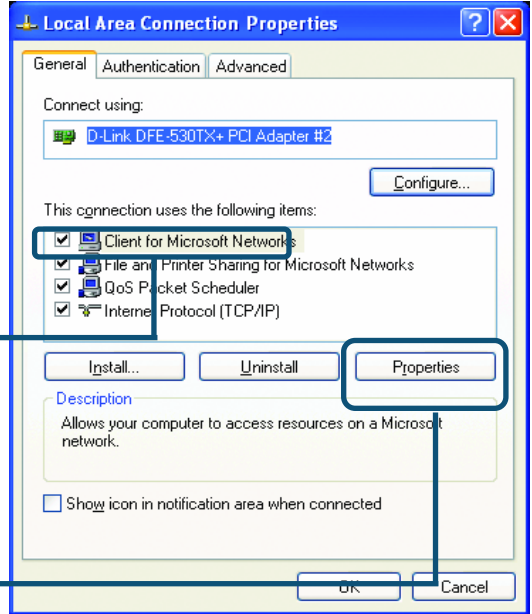 Local Area Connection Properties
General Authentication Advanced
Connect using:
D-Link DFE-530TX+ PCI Adapter #2
Configure...
This connection uses the following items:
Client for Microsoft Networks
File and Printer Sharing for Microsoft Networks
QoS Packet Scheduler
Internet Protocol (TCP/IP)
Install... Uninstall Properties
Description
Allows your computer to access resources on a Microsoft
network.
Show icon in notification area when connected
OK Cancel